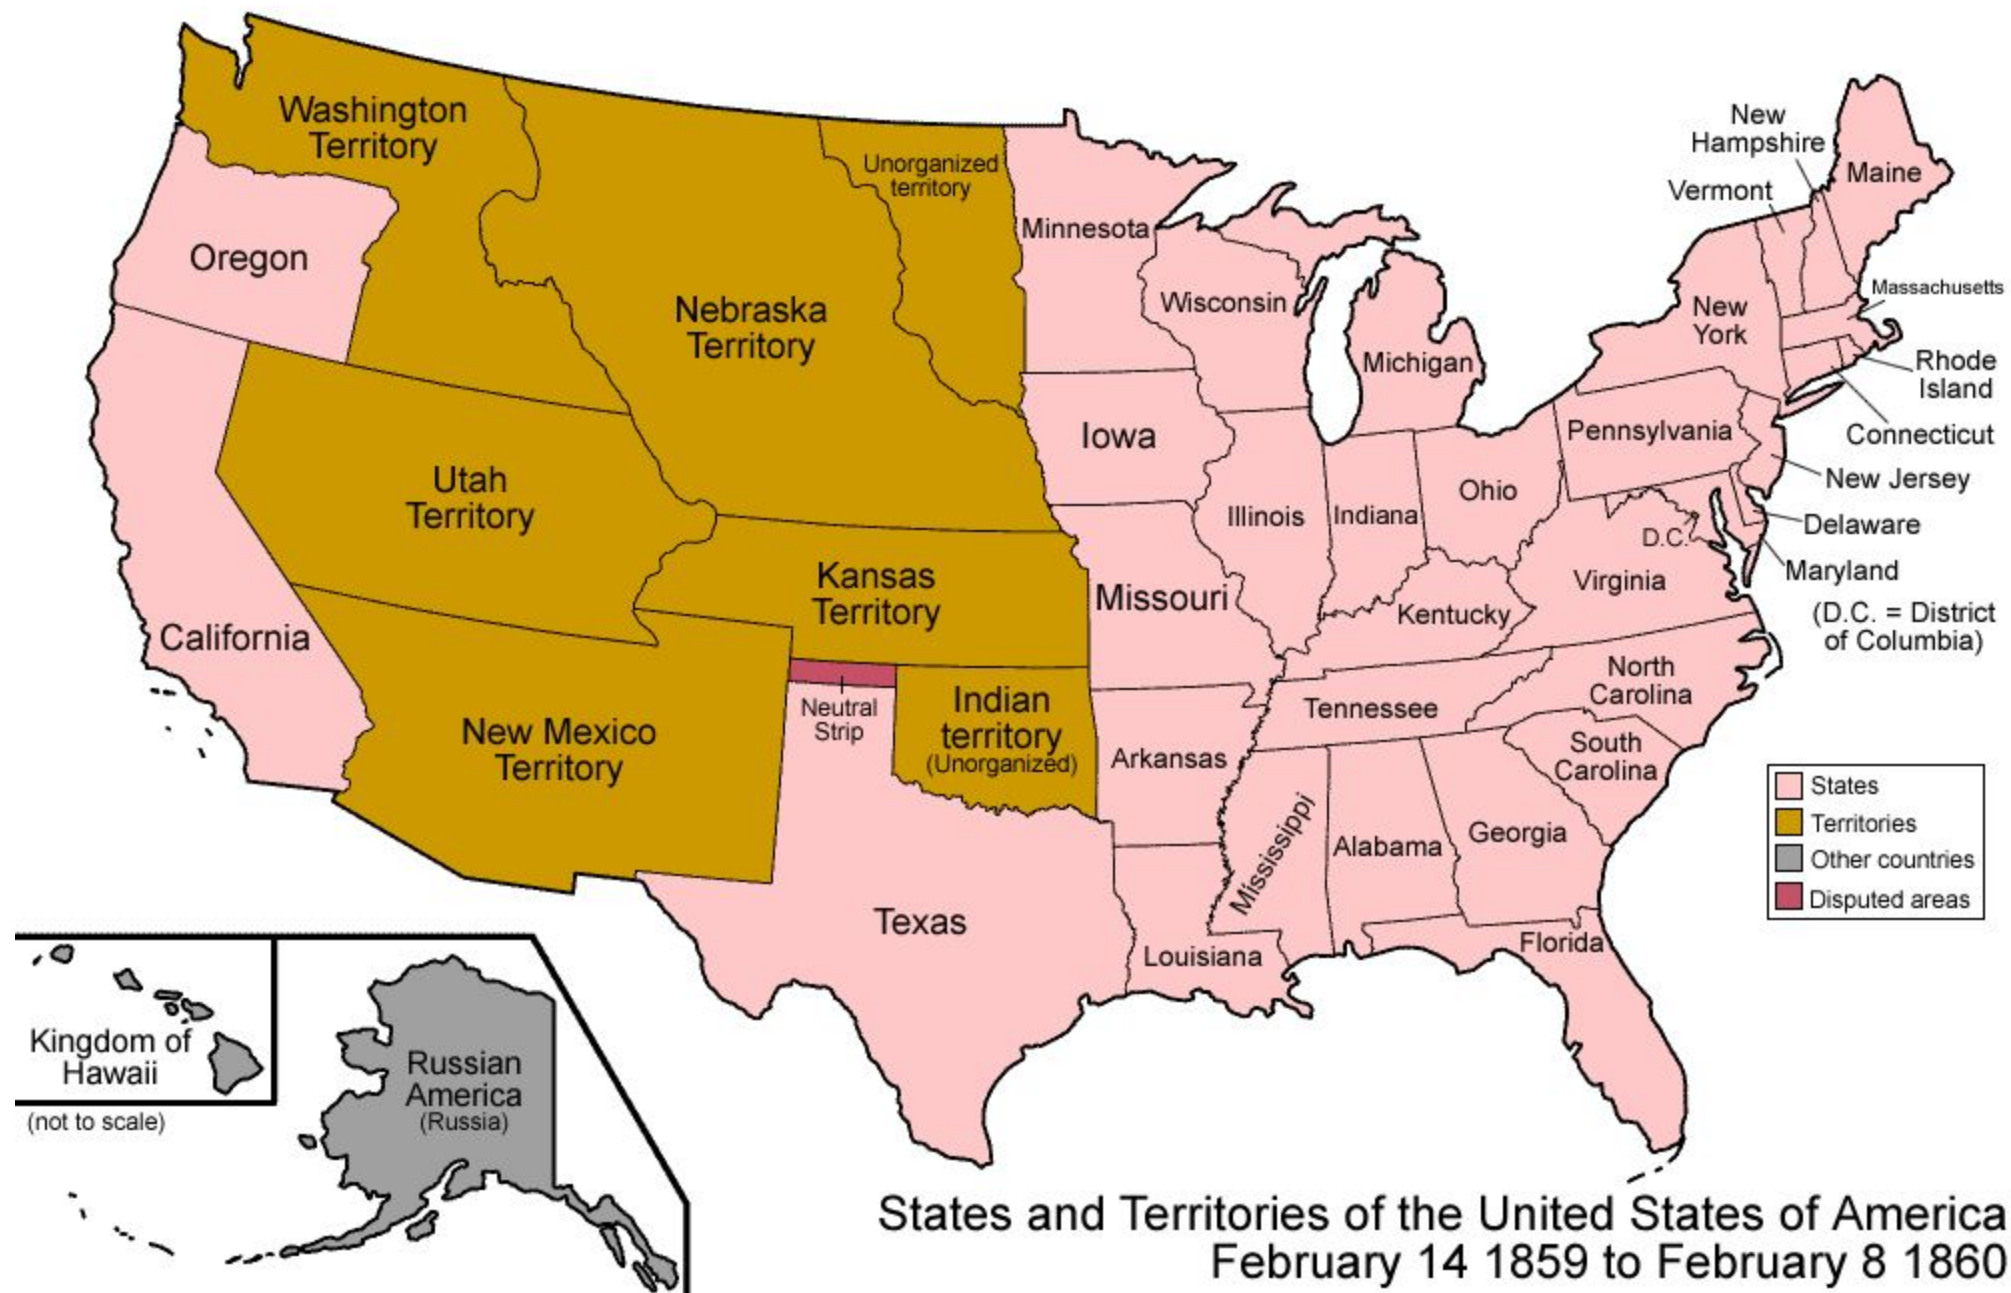 Washington
Territory
Oregon
California
Utah
Territory
Nebraska
Territory
Unorganized
territory
Kansas
Territory
New Mexico
Territory
Neutral
Strip
Indian
territory
(Unorganized)
Texas
Minnesota
Iowa
Missouri
Arkansas
Louisiana
Wisconsin
Illinois
Michigan
Indiana
Ohio
Kentucky
Tennessee
Mississippi
Alabama
Georgia
Florida
South
Carolina
North
Carolina
Virginia
D.C.
Pennsylvania
New
York
Vermont
New
Hampshire
Maine
Massachusetts
Rhode
Island
Connecticut
New Jersey
Delaware
Maryland
(D.C. = District
of Columbia)
States
Territories
Other countries
Disputed areas
Kingdom of
Hawaii
(not to scale)
Russian
America
(Russia)
States and Territories of the United States of America
February 14 1859 to February 8 1860